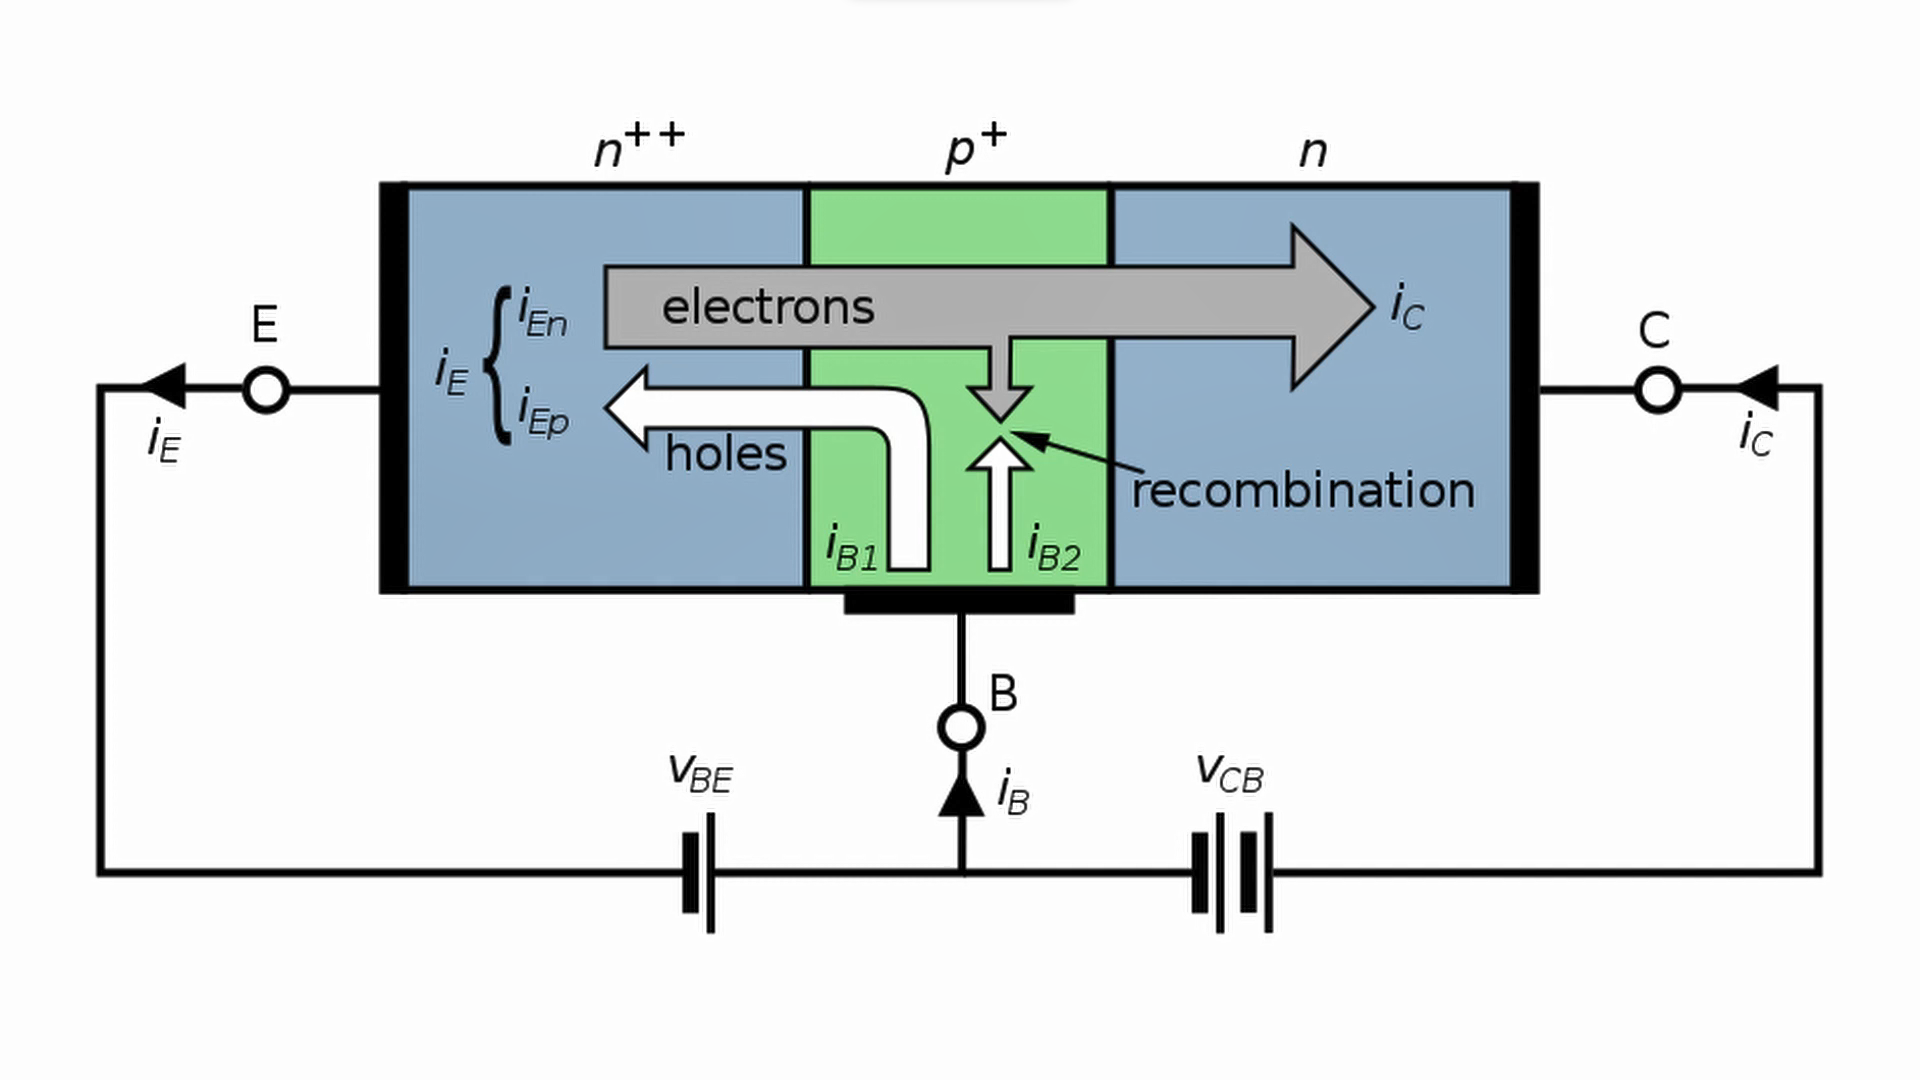 n++ p+ n
E
iE
iE { iEn
iEp
electrons
holes
iC
C
iC
recombination
iB1
iB2
B
iB
vBE
vCB